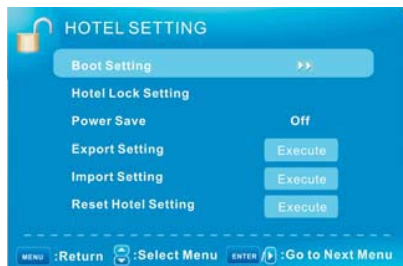 HOTEL SETTING
Boot Setting
Hotel Lock Setting
Power Save Off
Export Setting Execute
Import Setting Execute
Reset Hotel Setting Execute
MENU :Return :Select Menu ENTER / :Go to Next Menu